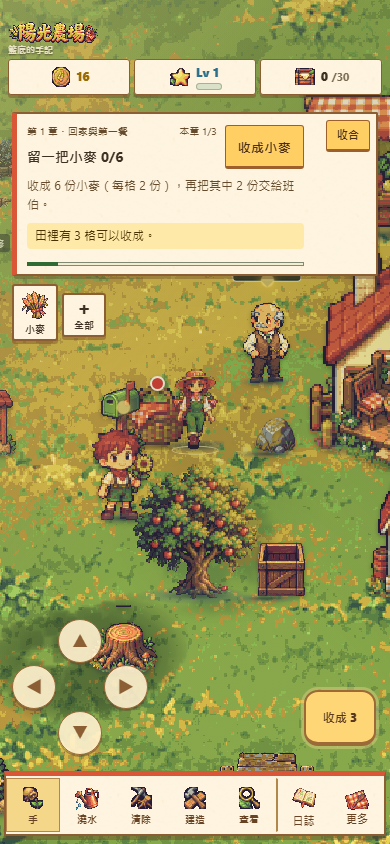 陽光農場
籃底的手記
16
Lv 1
0 /30
第 1 章 · 回家與第一餐
本章 1/3
收成小麥
收合
留一把小麥 0/6
收成 6 份小麥（每格 2 份），再把其中 2 份交給班伯。
田裡有 3 格可以收成。
小麥
+
全部
收成 3
手
澆水
清除
建造
查看
日誌
更多